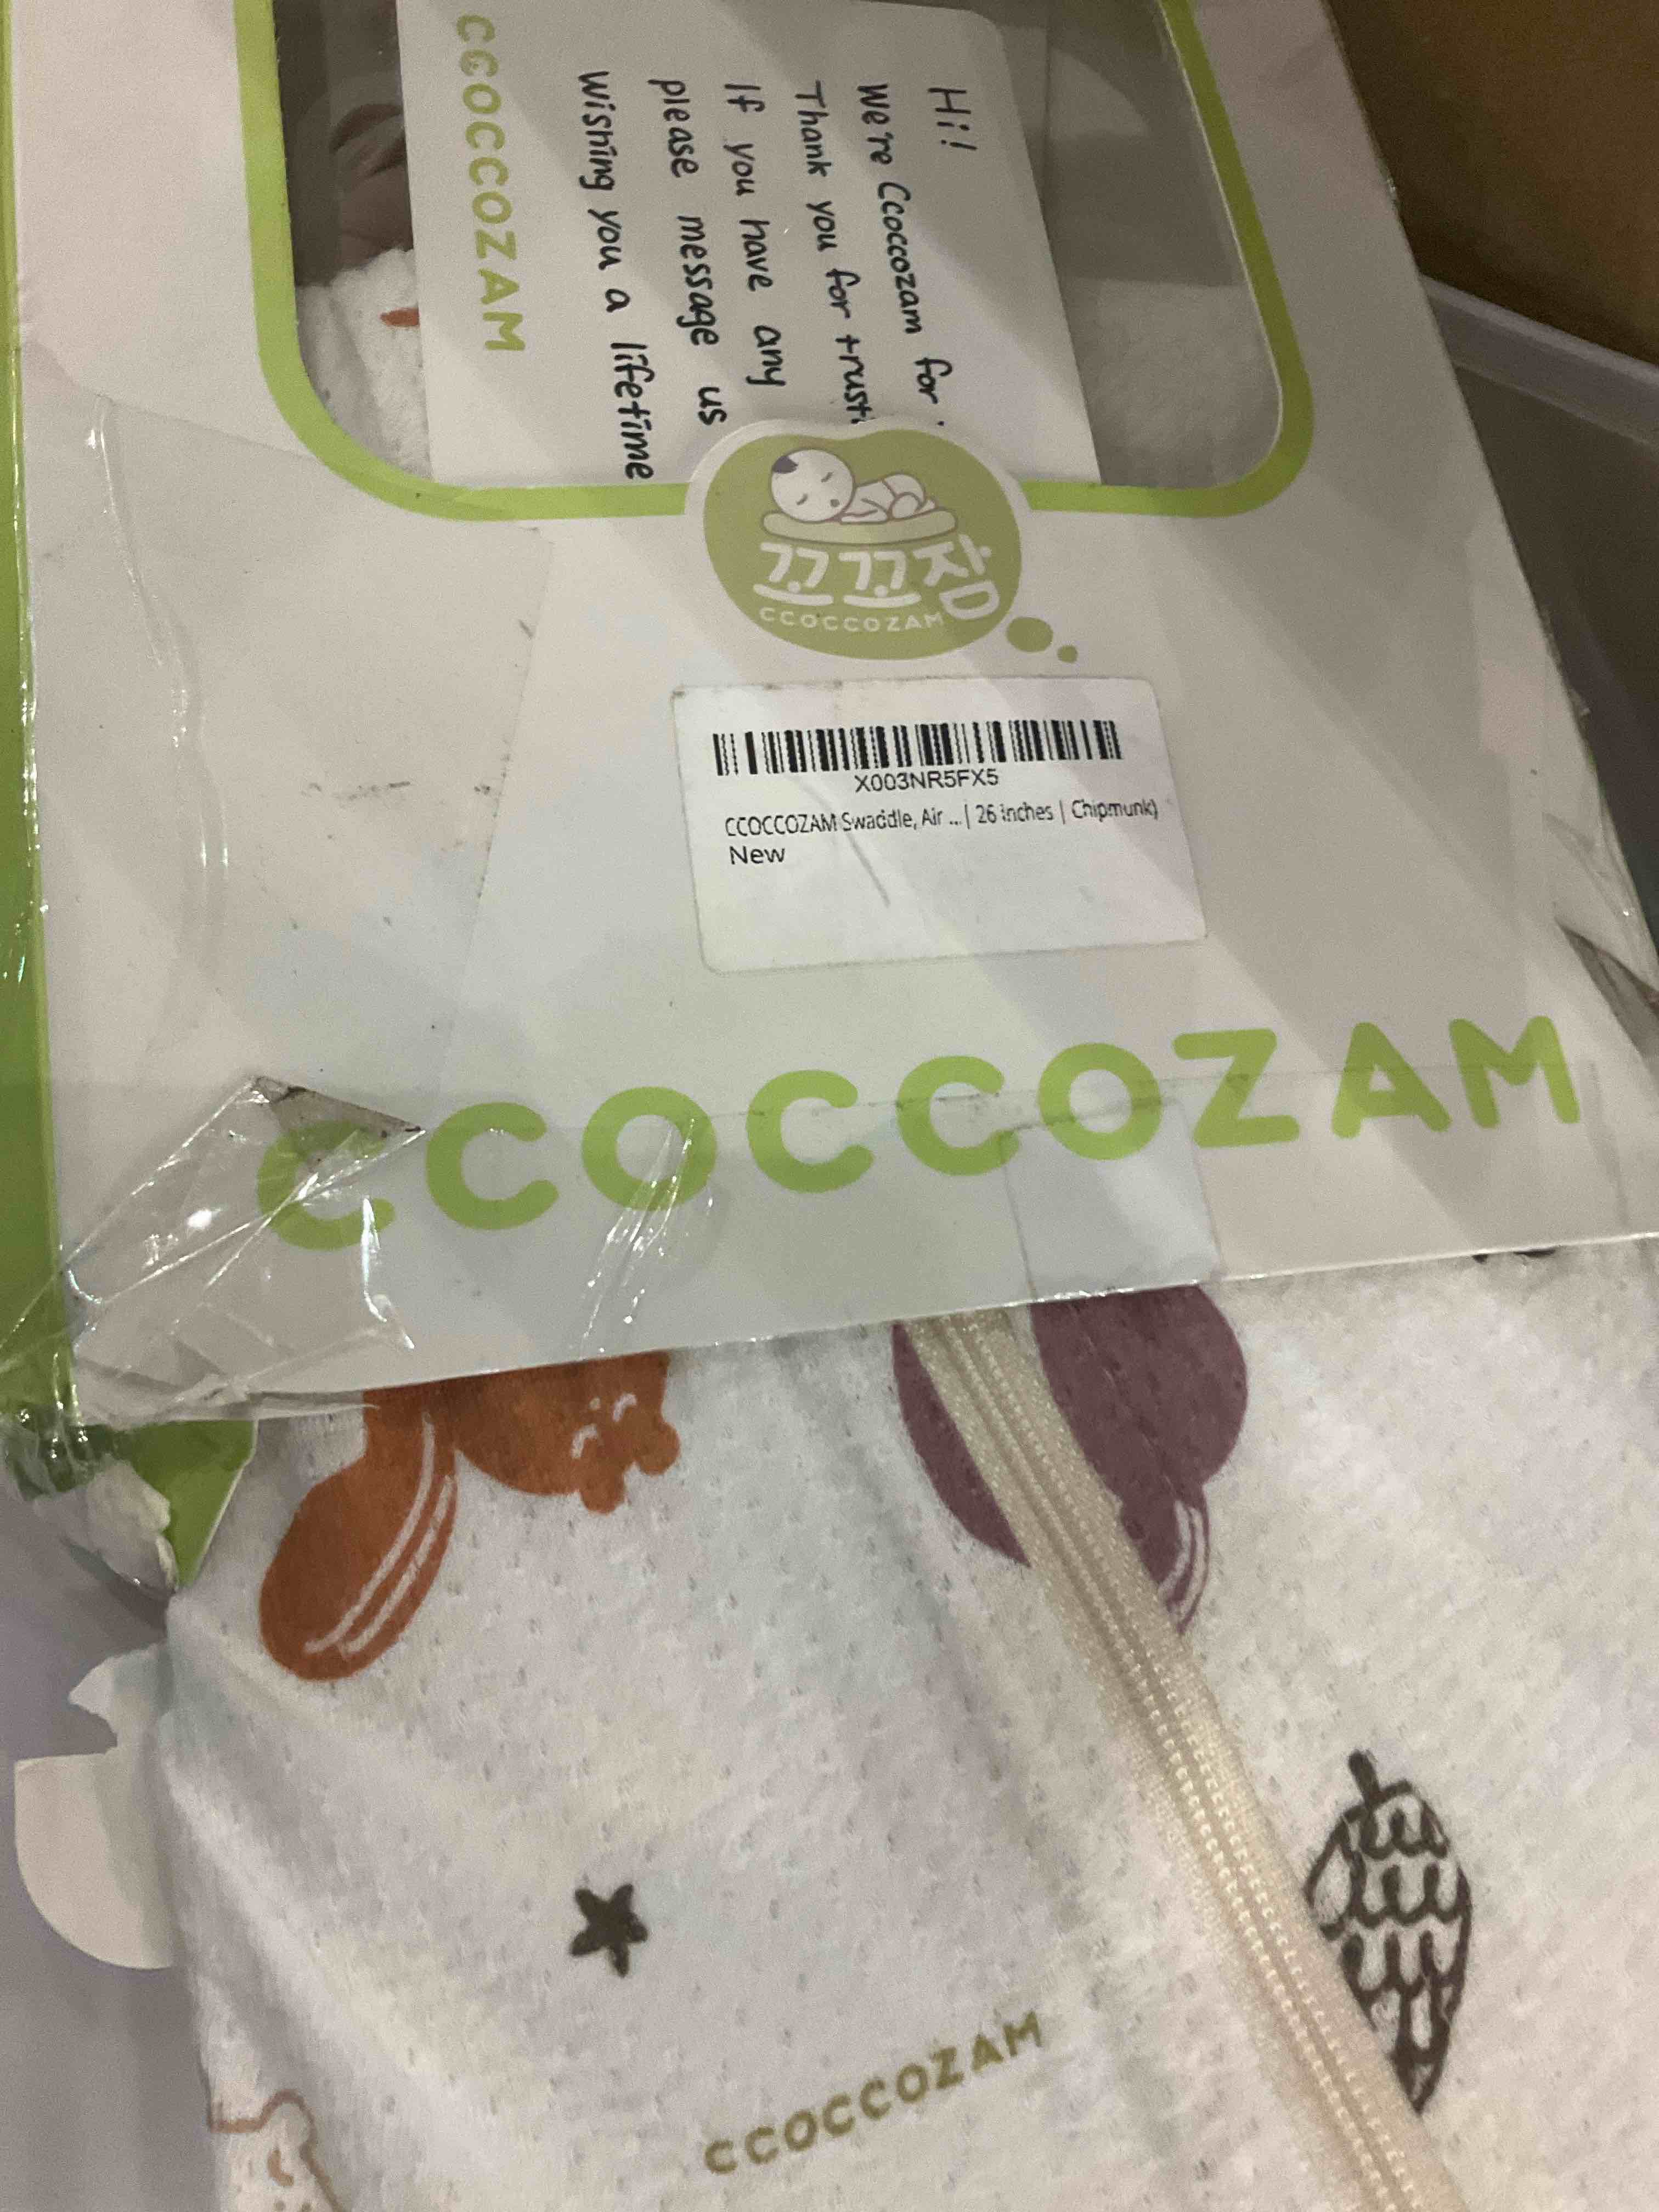 CCOCCOZAM
Hi!
We're Ccoccozam for
Thank you for
If you have any
please message us
wishing you a lifetime
꼬꼬잠
CCOCCOZAM
X003NR5FX5
CCOCCOZAM Swaddle, Air ...| 26 inches | Chipmunk)
New
CCOCCOZAM
CCOCCOZAM